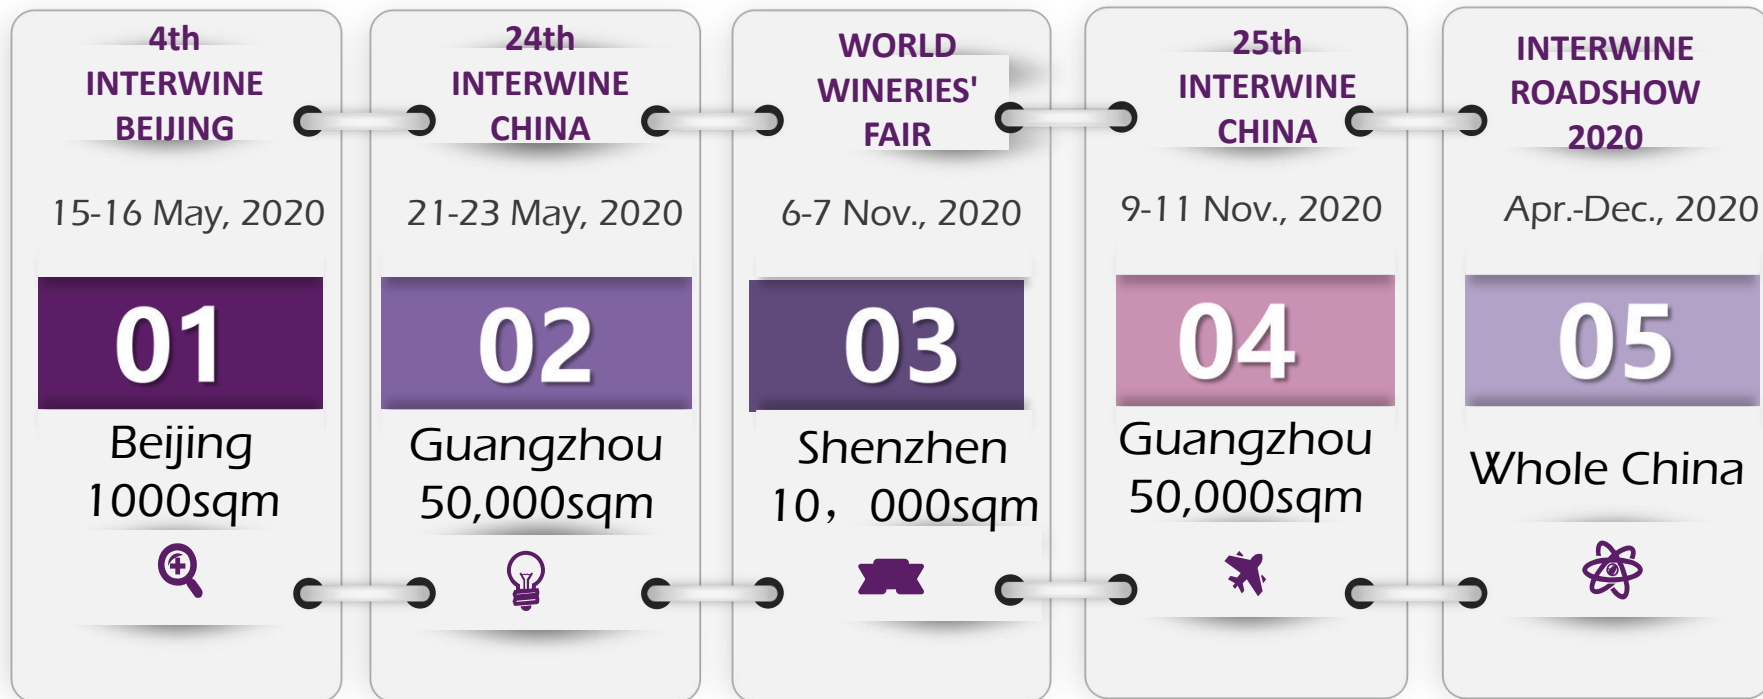 4th
INTERWINE
BEIJING
15-16 May, 2020
01
Beijing
1000sqm
24th
INTERWINE
CHINA
21-23 May, 2020
02
Guangzhou
50,000sqm
WORLD
WINERIES'
FAIR
6-7 Nov., 2020
03
Shenzhen
10，000sqm
25th
INTERWINE
CHINA
9-11 Nov., 2020
04
Guangzhou
50,000sqm
INTERWINE
ROADSHOW
2020
Apr.-Dec., 2020
05
Whole China